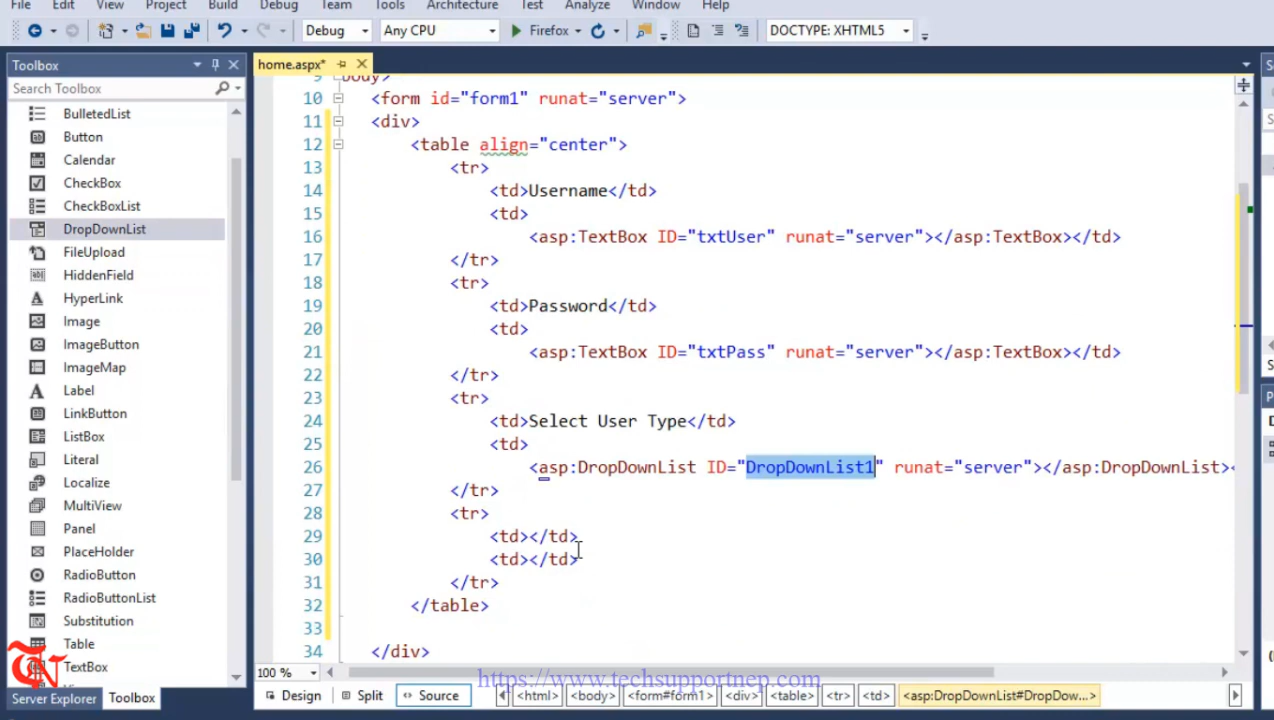 File Edit View Project Build Debug Team Tools Architecture Test Analyze Window Help
Debug Any CPU Firefox DOCTYPE: XHTML5
Toolbox
Search Toolbox
BulletedList
Button
Calendar
CheckBox
CheckBoxList
DropDownList
FileUpload
HiddenField
HyperLink
Image
ImageButton
ImageMap
Label
LinkButton
ListBox
Literal
Localize
MultiView
Panel
PlaceHolder
RadioButton
RadioButtonList
Substitution
Table
TextBox
Server Explorer Toolbox
home.aspx*
9 body>
10 <form id="form1" runat="server">
11 <div>
12 <table align="center">
13 <tr>
14 <td>Username</td>
15 <td>
16 <asp:TextBox ID="txtUser" runat="server"></asp:TextBox></td>
17 </tr>
18 <tr>
19 <td>Password</td>
20 <td>
21 <asp:TextBox ID="txtPass" runat="server"></asp:TextBox></td>
22 </tr>
23 <tr>
24 <td>Select User Type</td>
25 <td>
26 <asp:DropDownList ID="DropDownList1" runat="server"></asp:DropDownList><
27 </tr>
28 <tr>
29 <td></td>
30 <td></td>
31 </tr>
32 </table>
33
34 </div>
100 %
https://www.techsupportnep.com
Design Split Source <html> <body> <form#form1> <div> <table> <tr> <td> <asp:DropDownList#DropDow...>